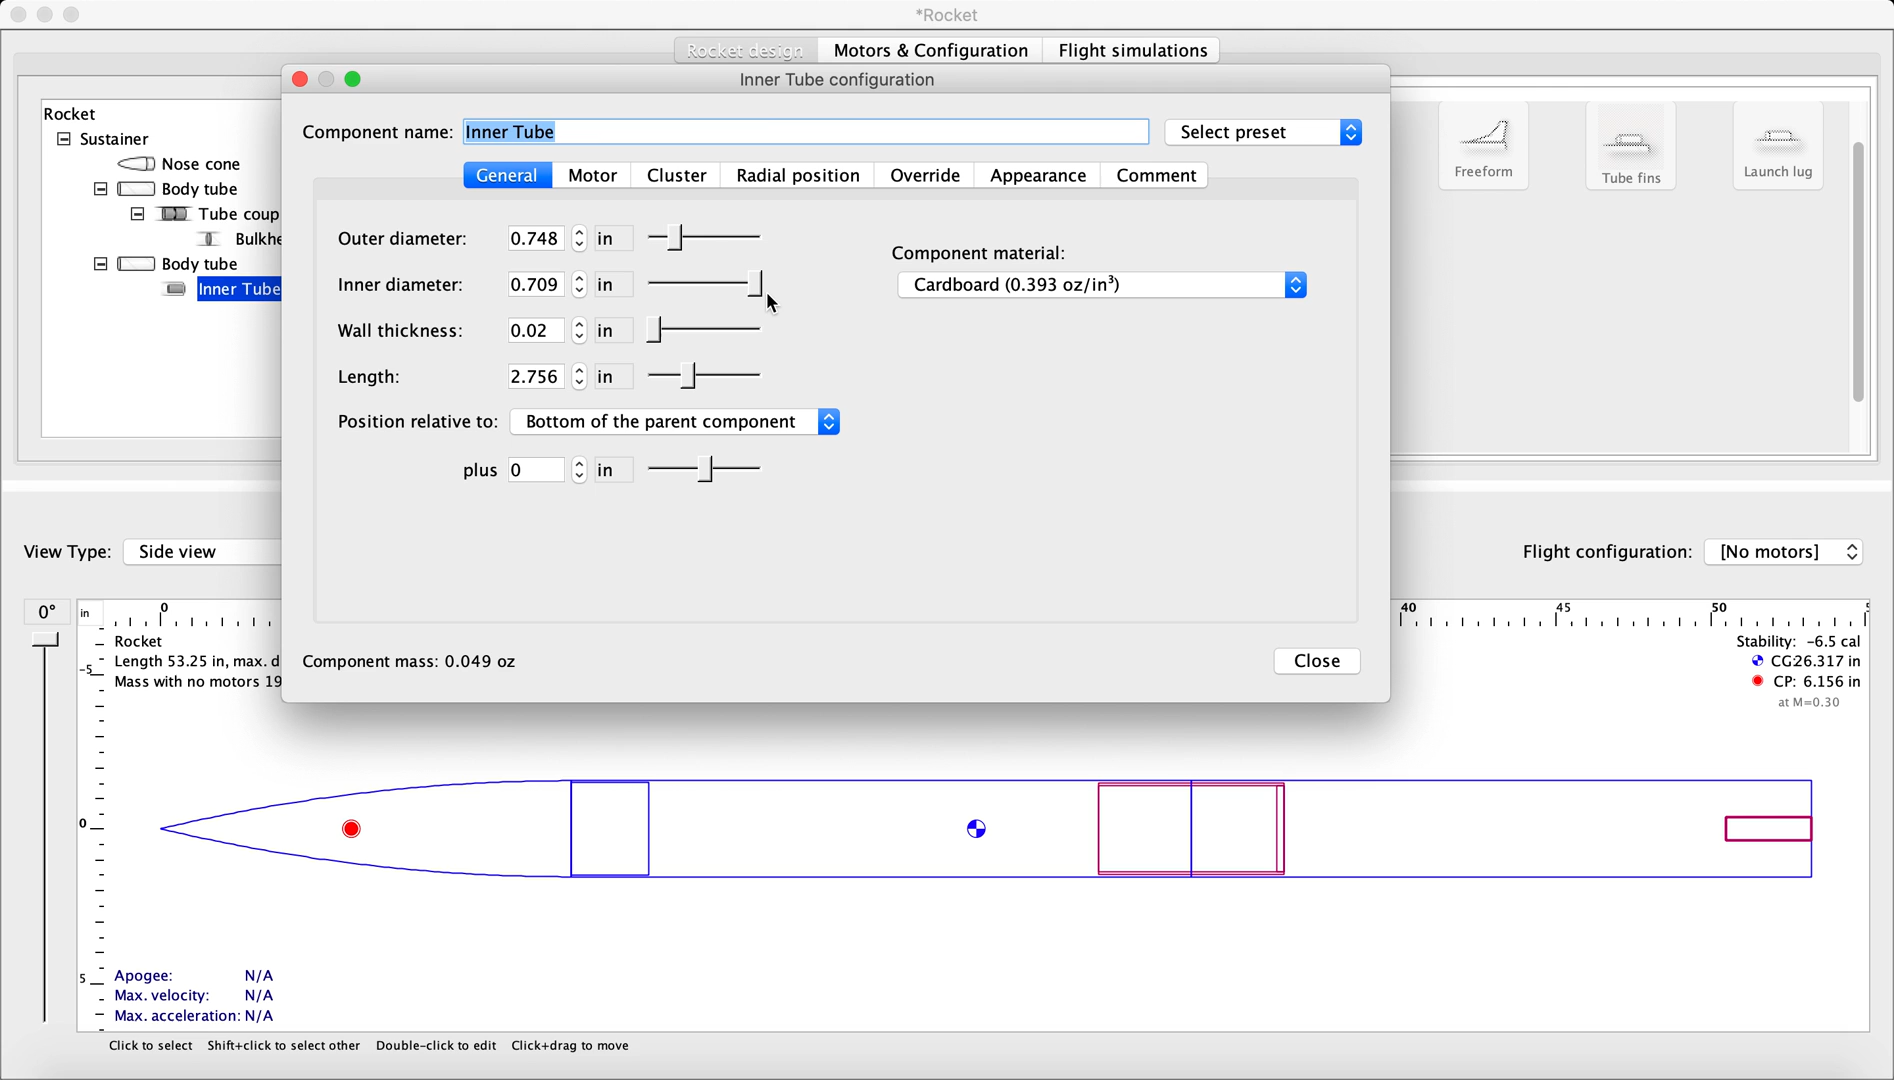 *Rocket
Rocket design Motors & Configuration Flight simulations
Inner Tube configuration
Rocket
Sustainer
Nose cone
Body tube
Tube coup
Bulkhe
Body tube
Inner Tube
Component name: Inner Tube Select preset
General Motor Cluster Radial position Override Appearance Comment
Outer diameter: 0.748 in
Inner diameter: 0.709 in
Wall thickness: 0.02 in
Length: 2.756 in
Position relative to: Bottom of the parent component
plus 0 in
Component material:
Cardboard (0.393 oz/in³)
Component mass: 0.049 oz
Close
Freeform Tube fins Launch lug
View Type: Side view
Flight configuration: [No motors]
0° in 0 40 45 50 5
-5
0
5
Rocket
Length 53.25 in, max. d
Mass with no motors 19
Stability: -6.5 cal
CG26.317 in
CP: 6.156 in
at M=0.30
Apogee: N/A
Max. velocity: N/A
Max. acceleration: N/A
Click to select Shift+click to select other Double-click to edit Click+drag to move